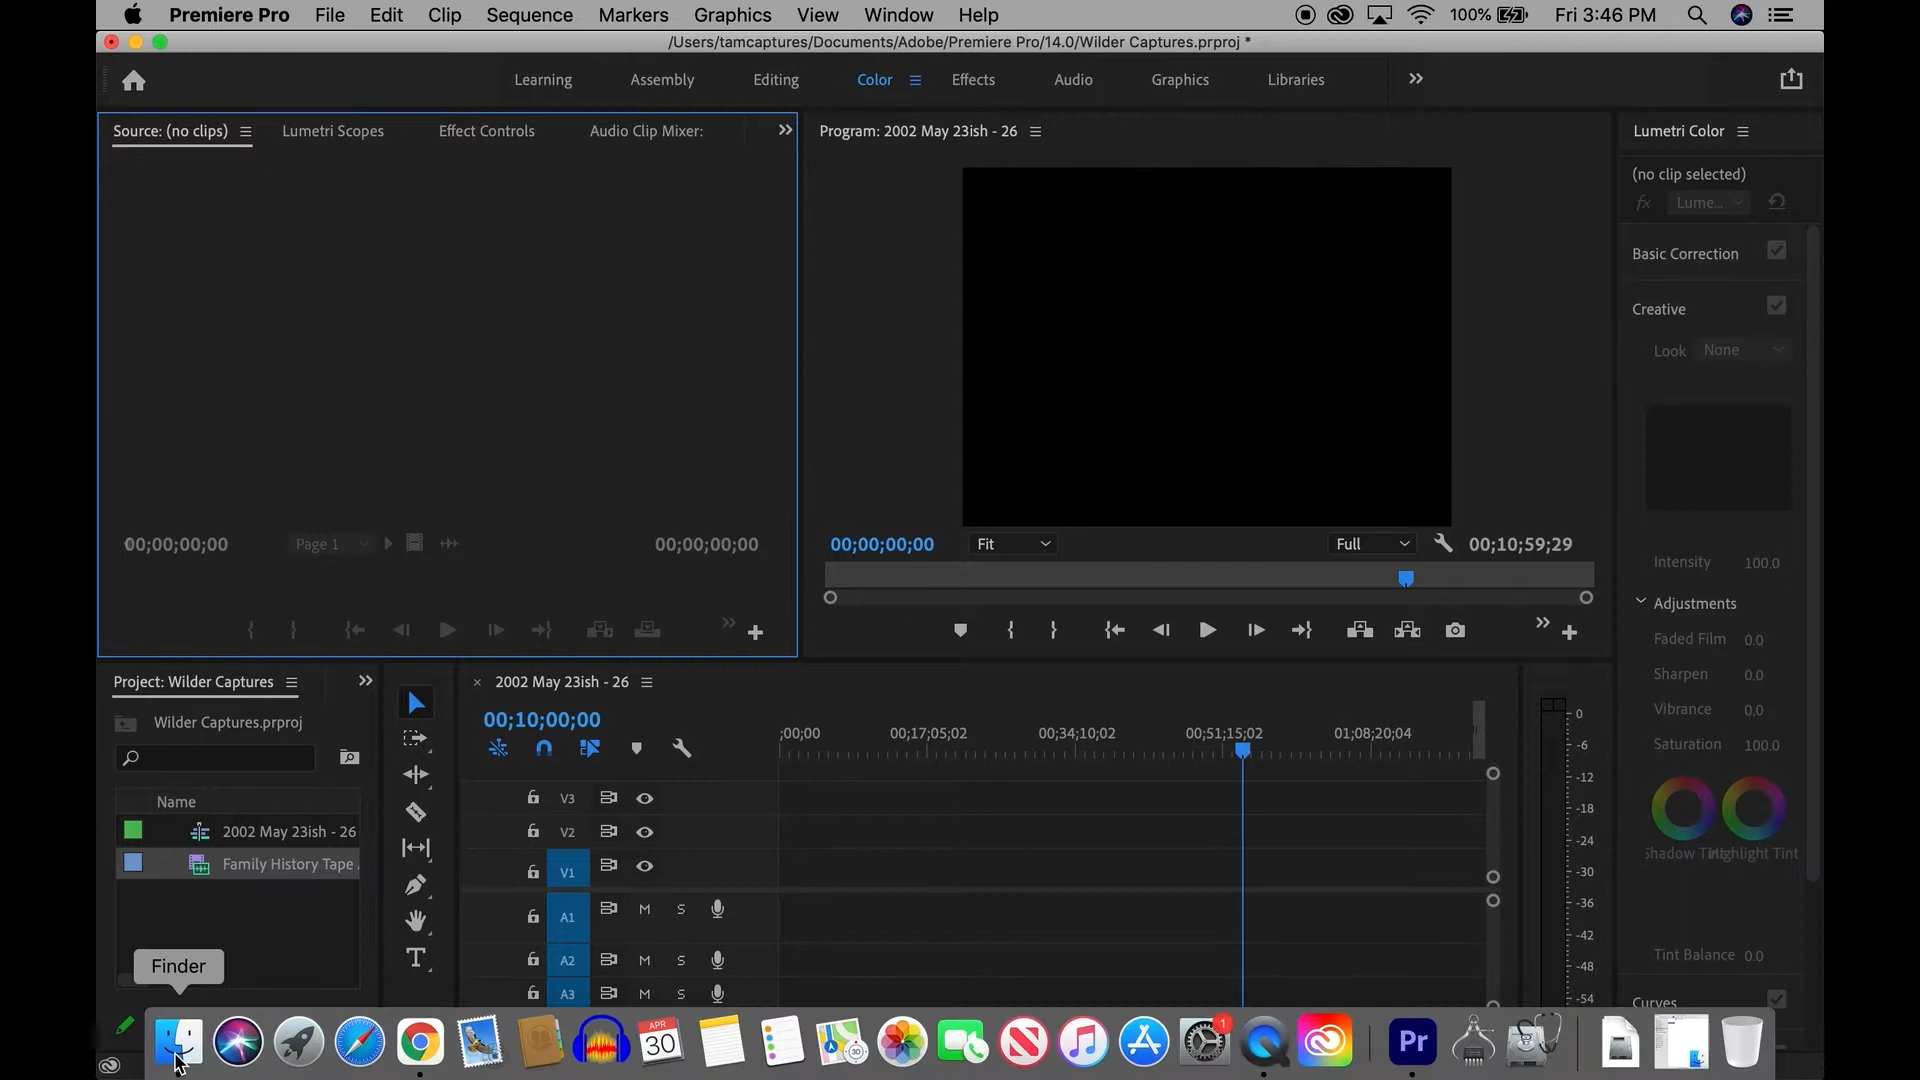 Premiere Pro File Edit Clip Sequence Markers Graphics View Window Help 100% Fri 3:46 PM
/Users/tamcaptures/Documents/Adobe/Premiere Pro/14.0/Wilder Captures.prproj *
Learning Assembly Editing Color Effects Audio Graphics Libraries
Source: (no clips) Lumetri Scopes Effect Controls Audio Clip Mixer:
Program: 2002 May 23ish - 26
Lumetri Color
(no clip selected)
fx Lume...
Basic Correction
Creative
Look None
Intensity 100.0
Adjustments
Faded Film 0.0
Sharpen 0.0
Vibrance 0.0
Saturation 100.0
Tint Balance 0.0
Curves
00;00;00;00 Page 1 00;00;00;00
00;00;00;00 Fit Full 00;10;59;29
Project: Wilder Captures
Wilder Captures.prproj
Name
2002 May 23ish - 26
Family History Tape
2002 May 23ish - 26
00;10;00;00
;00;00 00;17;05;02 00;34;10;02 00;51;15;02 01;08;20;04
V3
V2
V1
A1 M S
A2 M S
A3 M S
0
-6
-12
-18
-24
-30
-36
-42
-48
-54
Finder
APR
30
3D
1
Pr